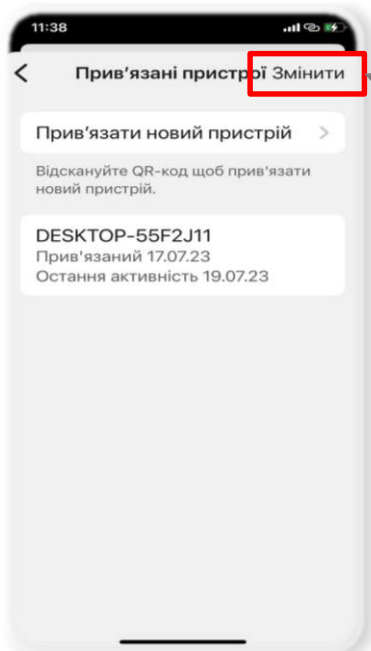 11:38
Прив’язані пристрої Змінити
Прив’язати новий пристрій
Відскануйте QR-код щоб прив'язати
новий пристрій.
DESKTOP-55F2J11
Прив'язаний 17.07.23
Остання активність 19.07.23